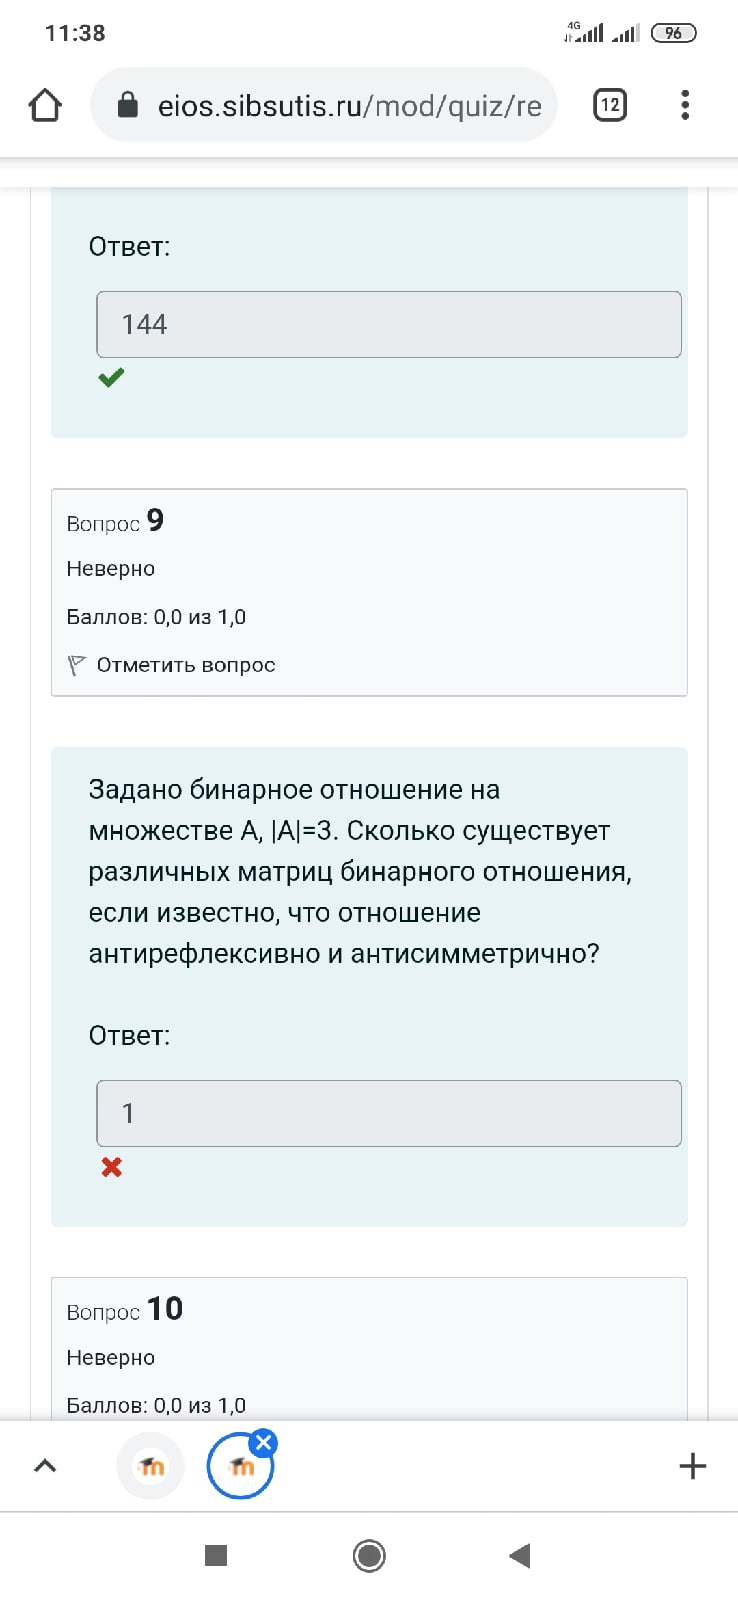 11:38
4G
96
eios.sibsutis.ru/mod/quiz/re
12
Ответ:
144
Вопрос 9
Неверно
Баллов: 0,0 из 1,0
Отметить вопрос
Задано бинарное отношение на
множестве А, |А|=3. Сколько существует
различных матриц бинарного отношения,
если известно, что отношение
антирефлексивно и антисимметрично?
Ответ:
1
Вопрос 10
Неверно
Баллов: 0,0 из 1,0